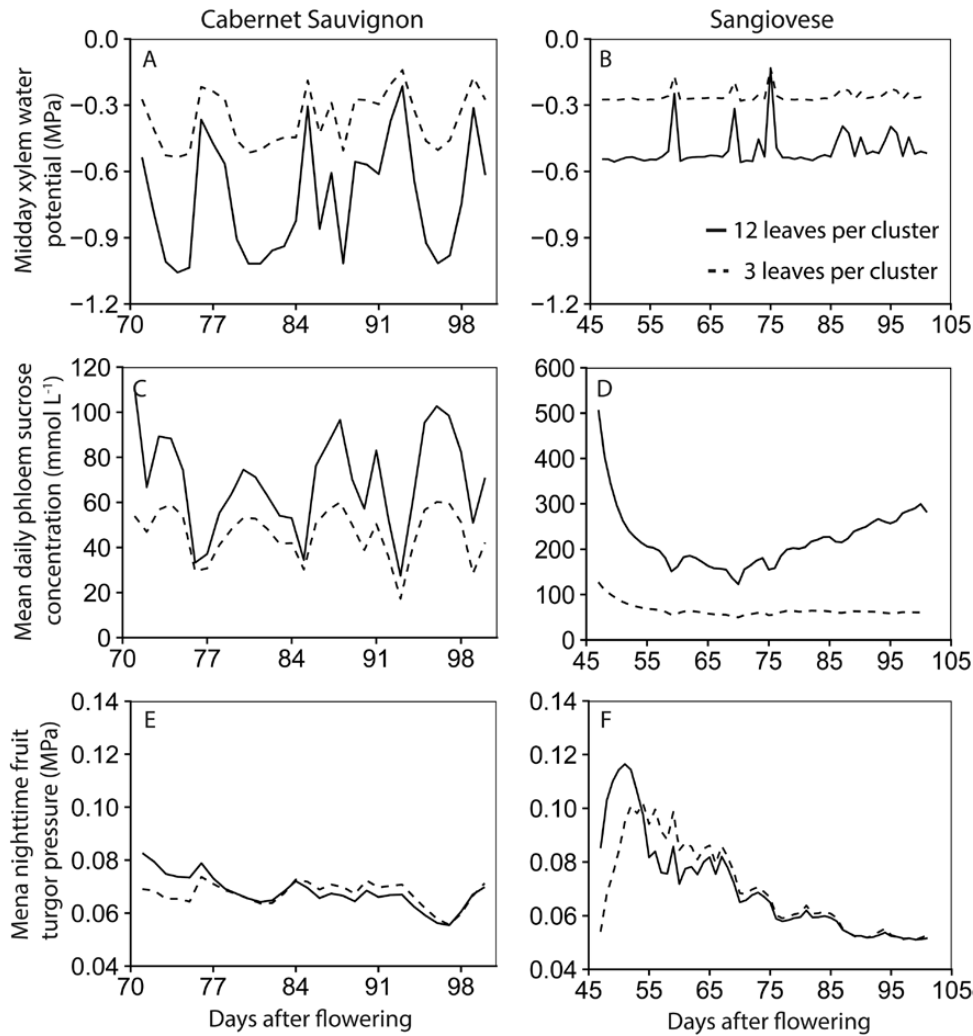 Cabernet Sauvignon
Sangiovese
Midday xylem water
potential (MPa)
0.0
−0.3
−0.6
−0.9
−1.2
A
70 77 84 91 98
0.0
−0.3
−0.6
−0.9
−1.2
B
12 leaves per cluster
3 leaves per cluster
45 55 65 75 85 95 105
Mean daily phloem sucrose
concentration (mmol L⁻¹)
120
100
80
60
40
20
0
C
70 77 84 91 98
600
500
400
300
200
100
0
D
45 55 65 75 85 95 105
Mena nighttime fruit
turgor pressure (MPa)
0.14
0.12
0.10
0.08
0.06
0.04
E
70 77 84 91 98
Days after flowering
0.14
0.12
0.10
0.08
0.06
0.04
F
45 55 65 75 85 95 105
Days after flowering